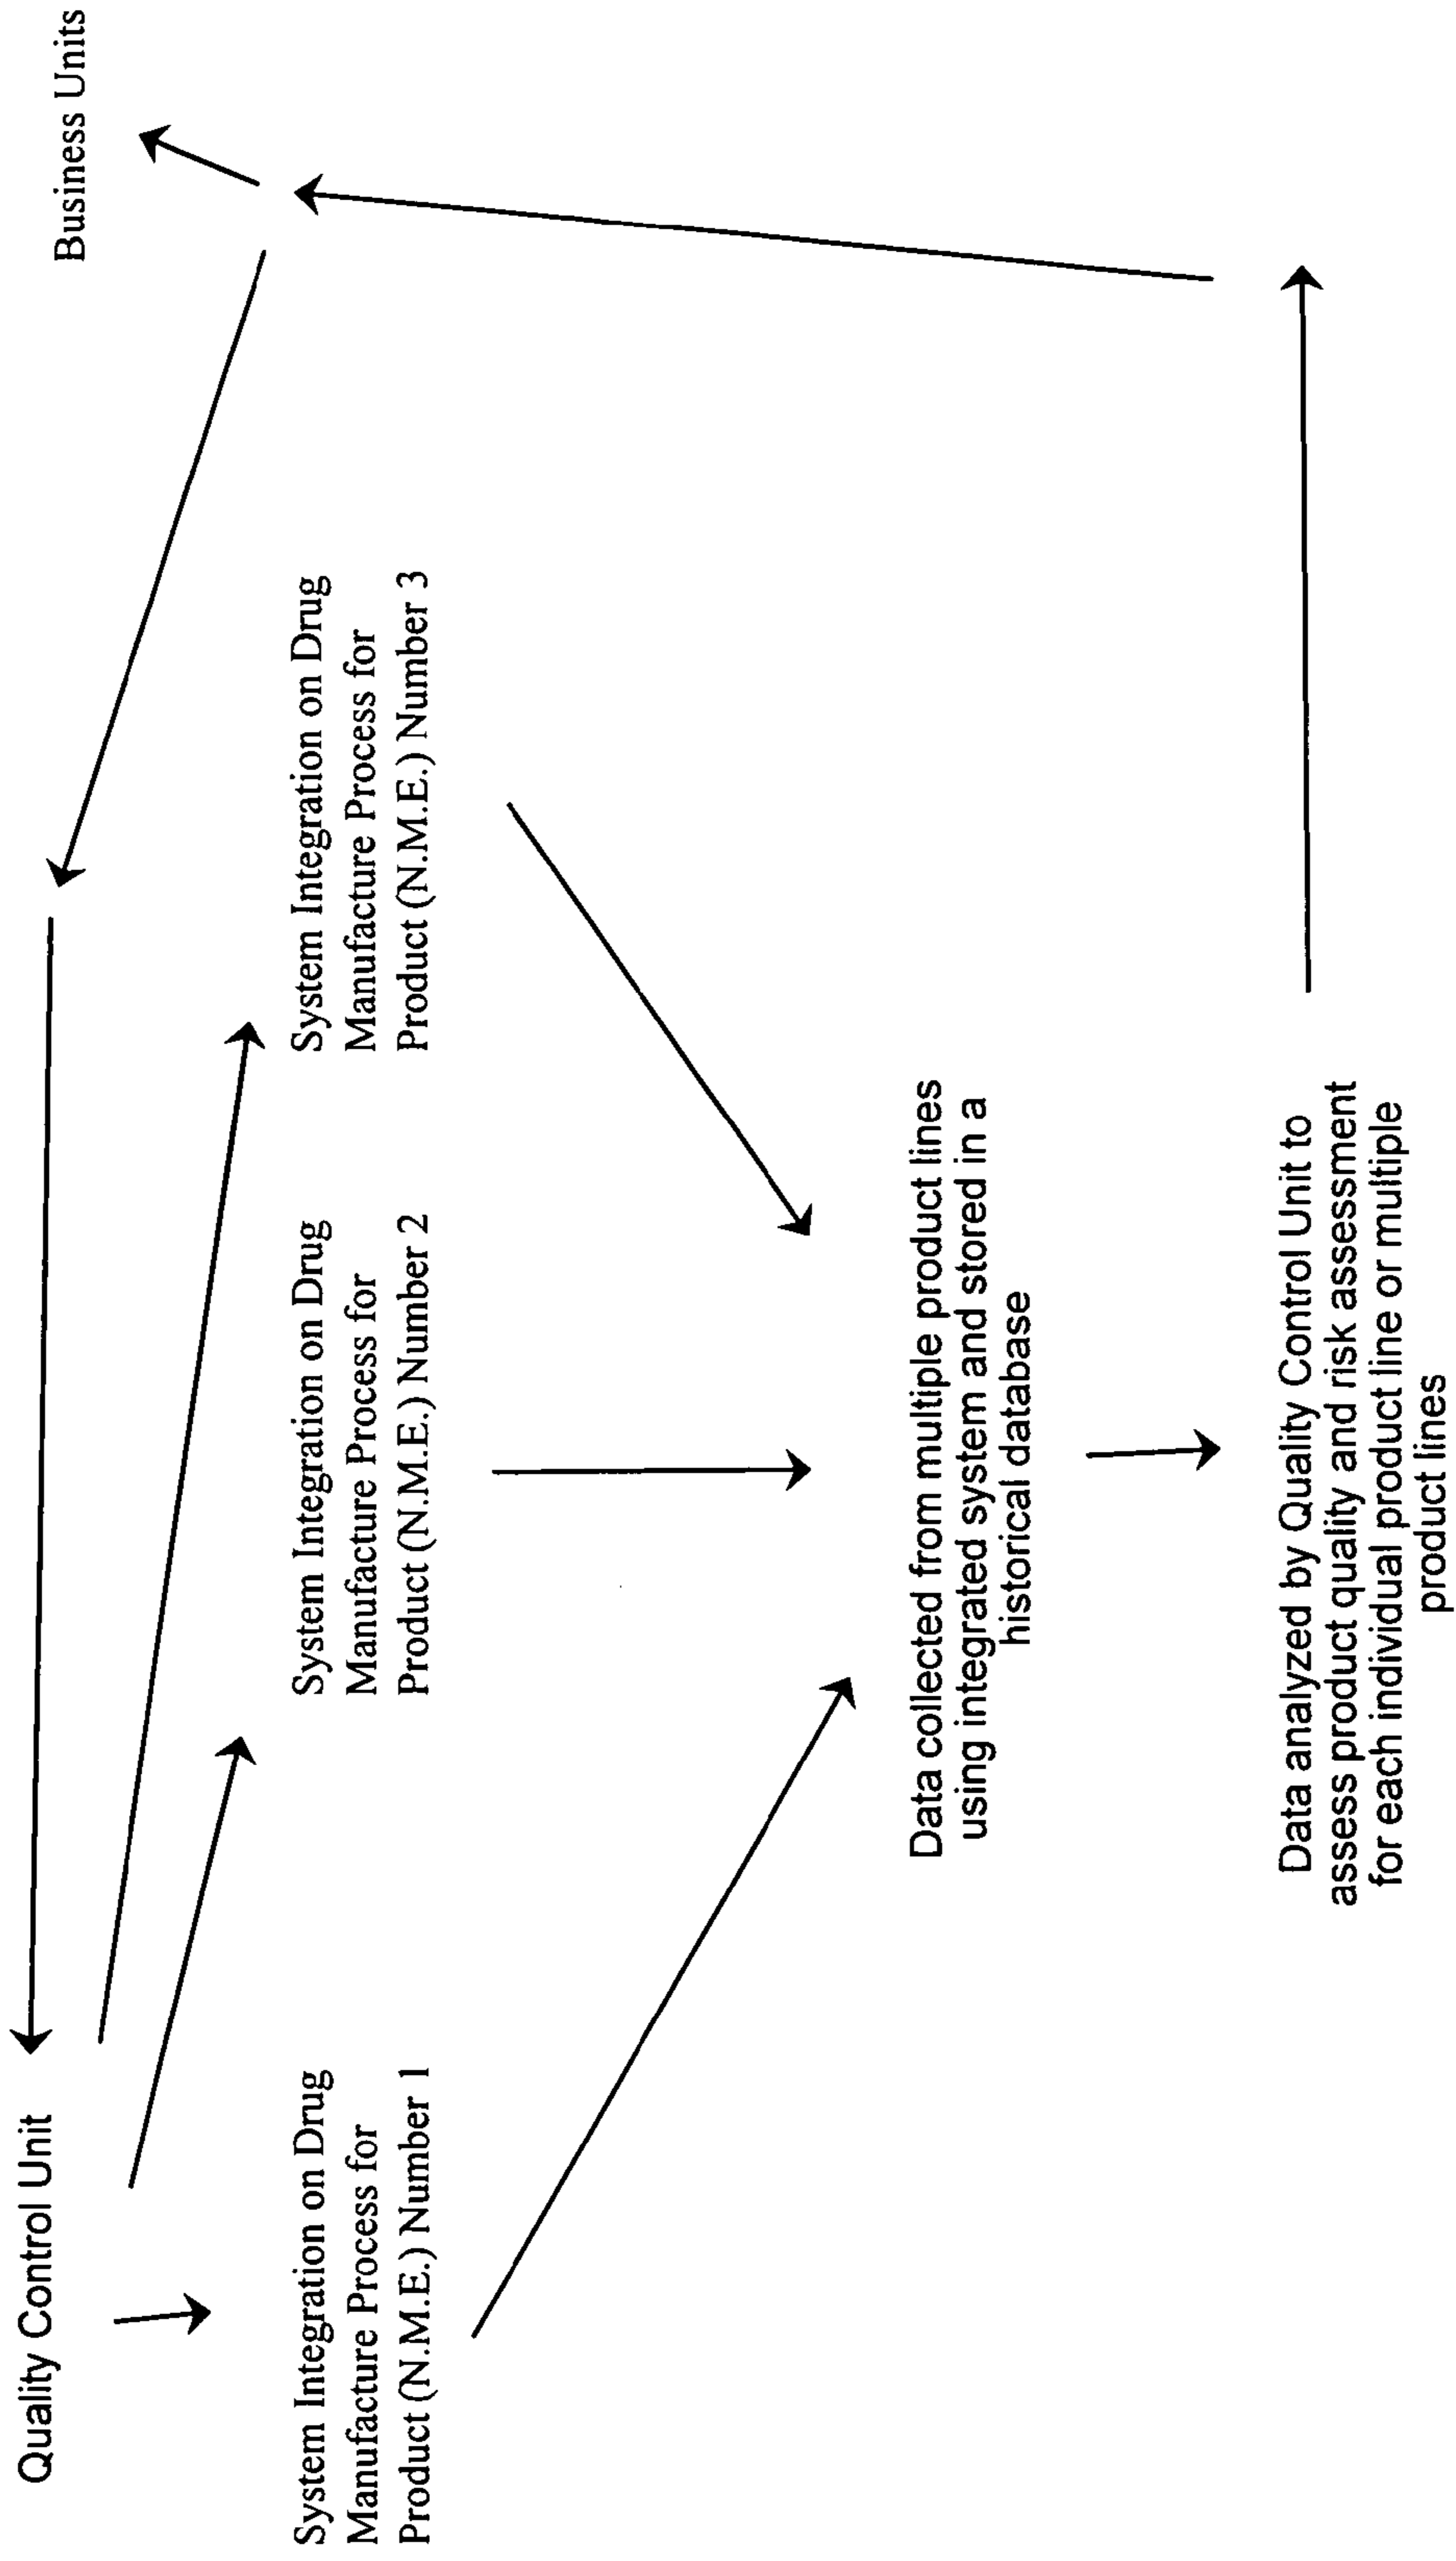 Quality Control Unit
Business Units
System Integration on Drug
Manufacture Process for
Product (N.M.E.) Number 1
System Integration on Drug
Manufacture Process for
Product (N.M.E.) Number 2
System Integration on Drug
Manufacture Process for
Product (N.M.E.) Number 3
Data collected from multiple product lines
using integrated system and stored in a
historical database
Data analyzed by Quality Control Unit to
assess product quality and risk assessment
for each individual product line or multiple
product lines